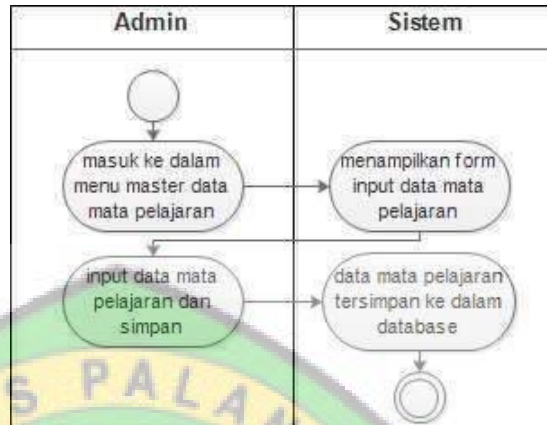 Admin
Sistem
masuk ke dalam
menu master data
mata pelajaran
menampilkan form
input data mata
pelajaran
input data mata
pelajaran dan
simpan
data mata pelajaran
tersimpan ke dalam
database
S PALAN